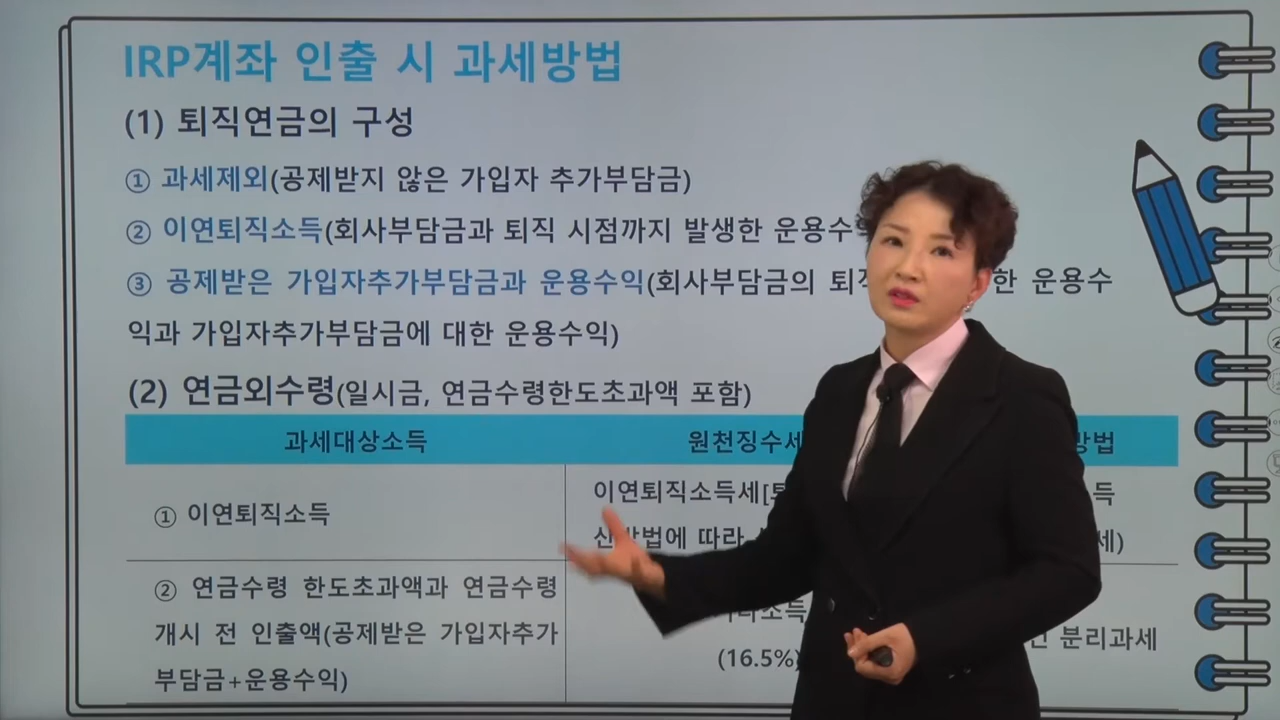 IRP계좌 인출 시 과세방법
(1) 퇴직연금의 구성
① 과세제외(공제받지 않은 가입자 추가부담금)
② 이연퇴직소득(회사부담금과 퇴직 시점까지 발생한 운용수
③ 공제받은 가입자추가부담금과 운용수익(회사부담금의 한 운용수
익과 가입자추가부담금에 대한 운용수익)
(2) 연금외수령(일시금, 연금수령한도초과액 포함)
과세대상소득 원천징수세 방법
① 이연퇴직소득
이연퇴직소득세[ 득
따라 세)
② 연금수령 한도초과액과 연금수령
개시 전 인출액(공제받은 가입자추가
부담금+운용수익)
기타소득
(16.5%) 분리과세